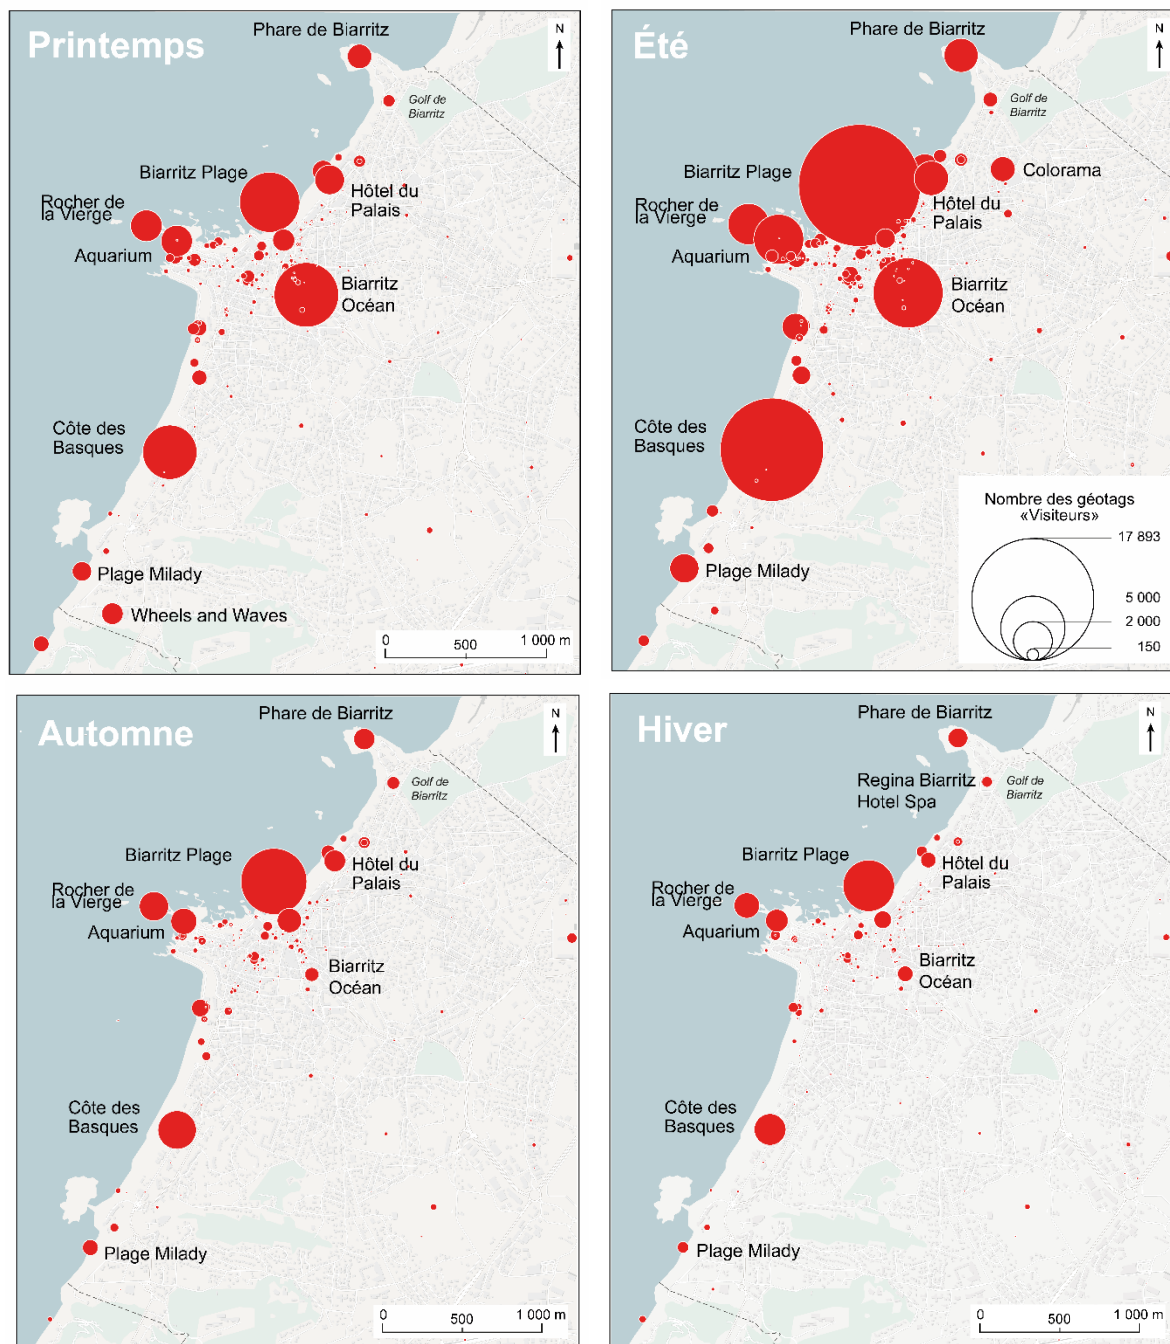 Printemps
Phare de Biarritz
N
Golf de
Biarritz
Biarritz Plage
Hôtel du
Palais
Rocher de
la Vierge
Aquarium
Biarritz
Océan
Côte des
Basques
Plage Milady
Wheels and Waves
0 500 1 000 m
Été
Phare de Biarritz
N
Golf de
Biarritz
Biarritz Plage
Colorama
Rocher de
la Vierge
Hôtel du
Palais
Aquarium
Biarritz
Océan
Côte des
Basques
Plage Milady
Nombre des géotags
«Visiteurs»
17 893
5 000
2 000
150
Automne
Phare de Biarritz
N
Golf de
Biarritz
Biarritz Plage
Hôtel du
Palais
Rocher de
la Vierge
Aquarium
Biarritz
Océan
Côte des
Basques
Plage Milady
0 500 1 000 m
Hiver
Phare de Biarritz
N
Regina Biarritz
Hotel Spa
Golf de
Biarritz
Biarritz Plage
Hôtel du
Palais
Rocher de
la Vierge
Aquarium
Biarritz
Océan
Côte des
Basques
Plage Milady
0 500 1 000 m